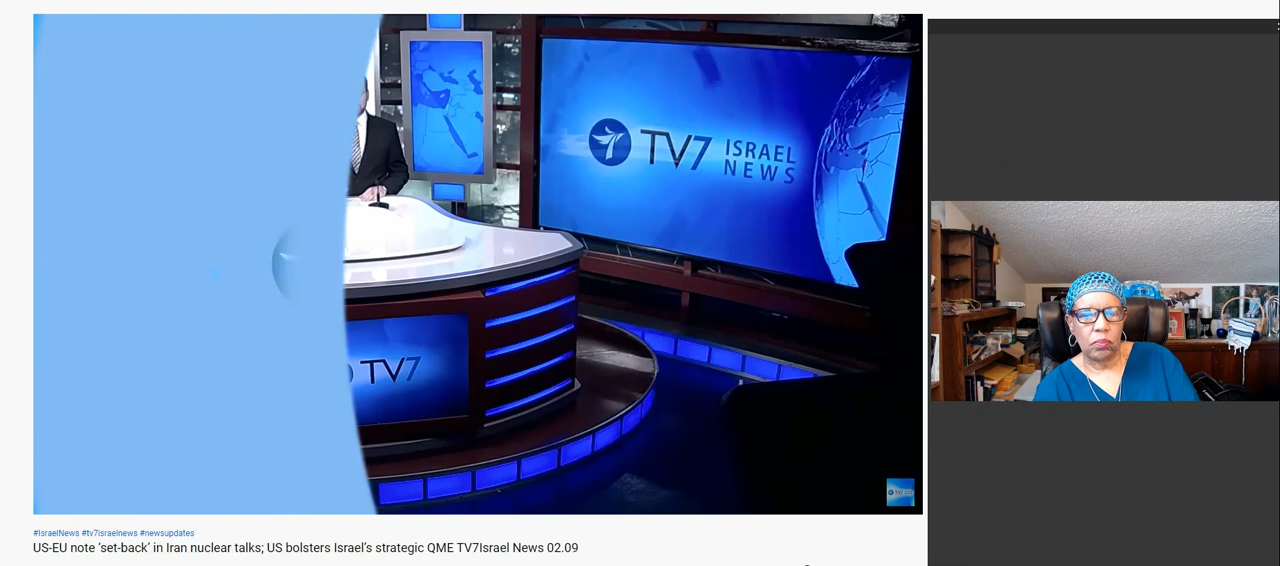 TV7 ISRAEL
NEWS
TV7
TV7
#IsraelNews #tv7israelnews #newsupdates
US-EU note ‘set-back’ in Iran nuclear talks; US bolsters Israel’s strategic QME TV7Israel News 02.09